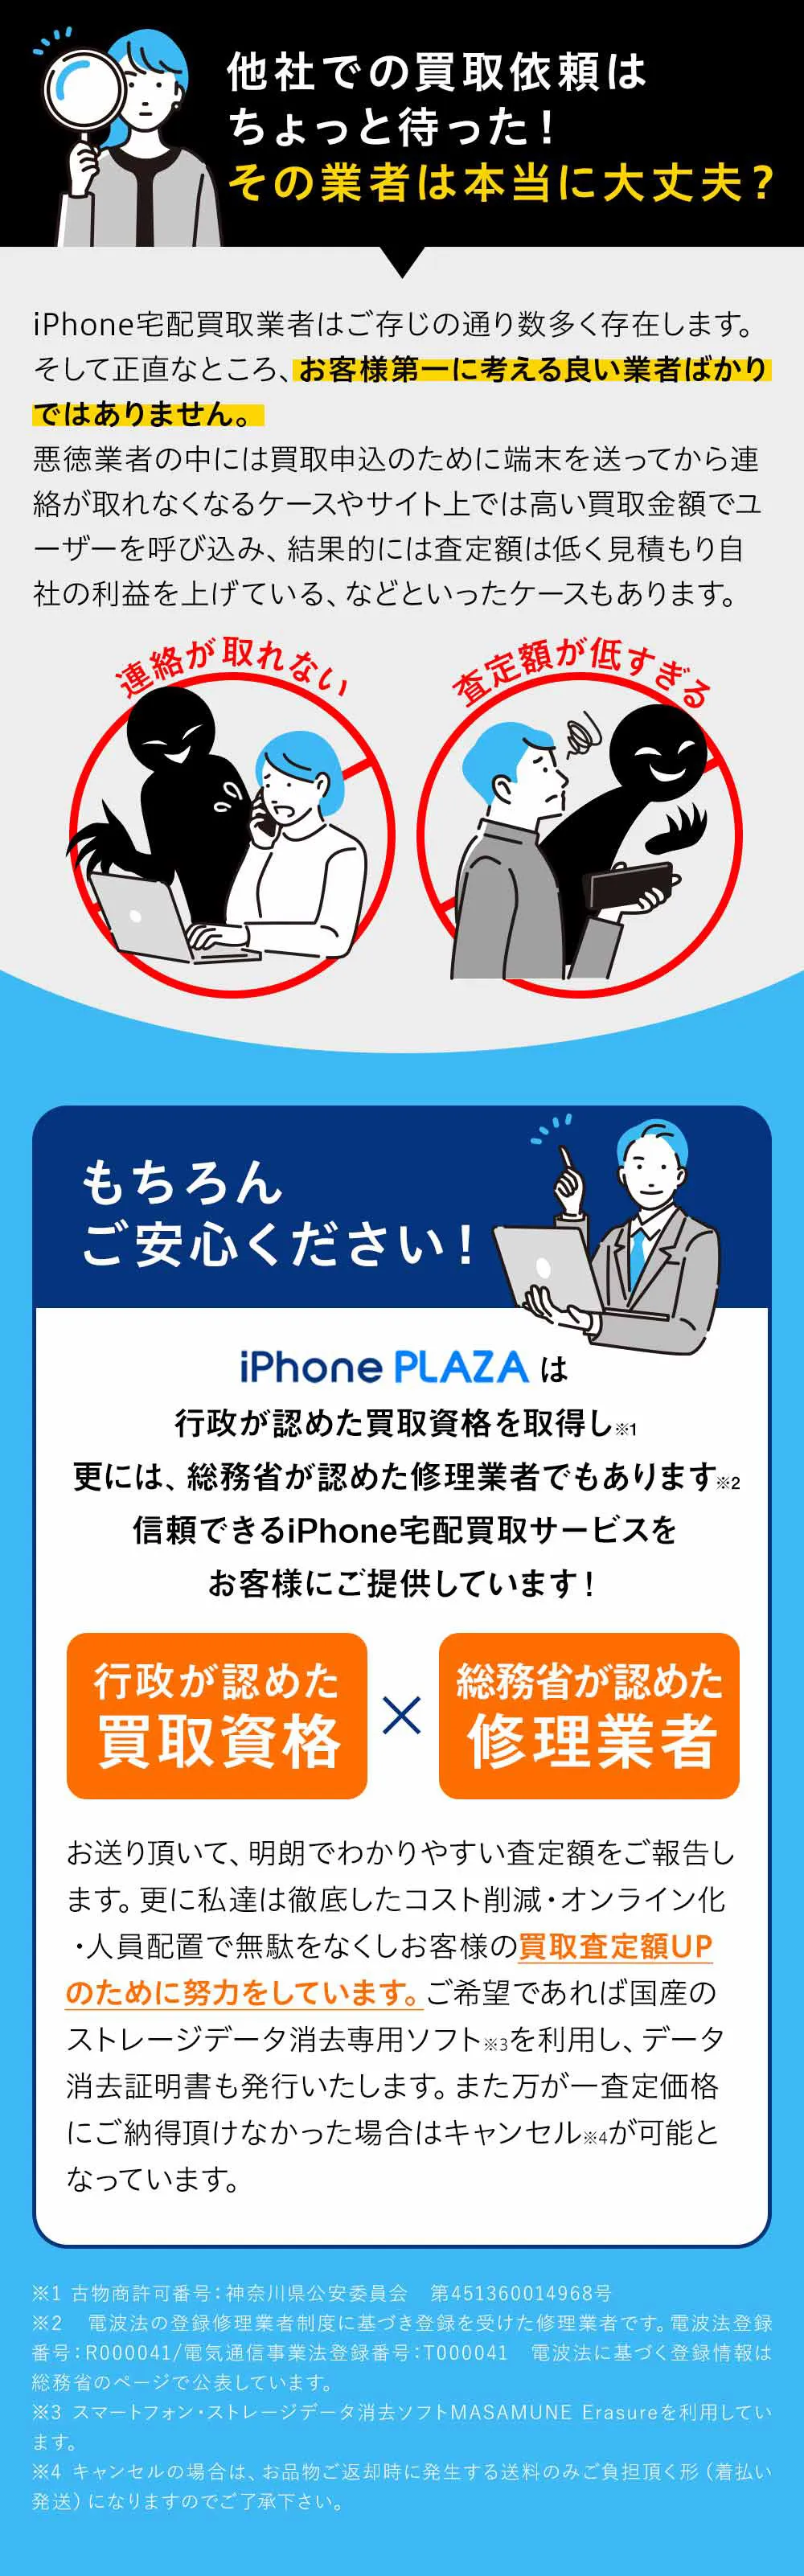 他社での買取依頼は
ちょっと待った！
その業者は本当に大丈夫？
iPhone宅配買取業者はご存じの通り数多く存在します。
そして正直なところ、お客様第一に考える良い業者ばかり
ではありません。
悪徳業者の中には買取申込のために端末を送ってから連
絡が取れなくなるケースやサイト上では高い買取金額でユ
ーザーを呼び込み、結果的には査定額は低く見積もり自
社の利益を上げている、などといったケースもあります。
連絡が取れない
査定額が低すぎる
もちろん
ご安心ください！
iPhone PLAZA は
行政が認めた買取資格を取得し※1
更には、総務省が認めた修理業者でもあります※2
信頼できるiPhone宅配買取サービスを
お客様にご提供しています！
行政が認めた
買取資格
×
総務省が認めた
修理業者
お送り頂いて、明朗でわかりやすい査定額をご報告し
ます。更に私達は徹底したコスト削減・オンライン化
・人員配置で無駄をなくしお客様の買取査定額UP
のために努力をしています。ご希望であれば国産の
ストレージデータ消去専用ソフト※3を利用し、データ
消去証明書も発行いたします。また万が一査定価格
にご納得頂けなかった場合はキャンセル※4が可能と
なっています。
※1 古物商許可番号：神奈川県公安委員会　第451360014968号
※2　電波法の登録修理業者制度に基づき登録を受けた修理業者です。電波法登録
番号：R000041/電気通信事業法登録番号：T000041　電波法に基づく登録情報は
総務省のページで公表しています。
※3 スマートフォン・ストレージデータ消去ソフトMASAMUNE Erasureを利用してい
ます。
※4 キャンセルの場合は、お品物ご返却時に発生する送料のみご負担頂く形（着払い
発送）になりますのでご了承下さい。